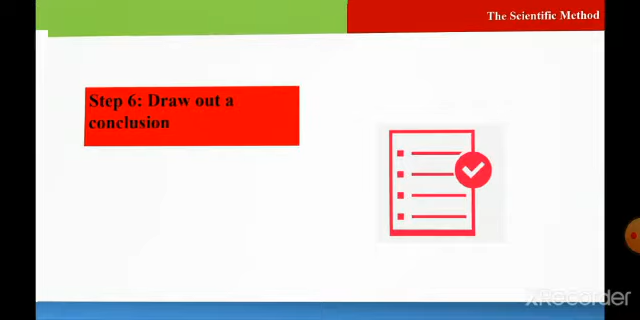 The Scientific Method
Step 6: Draw out a
conclusion
XRecorder